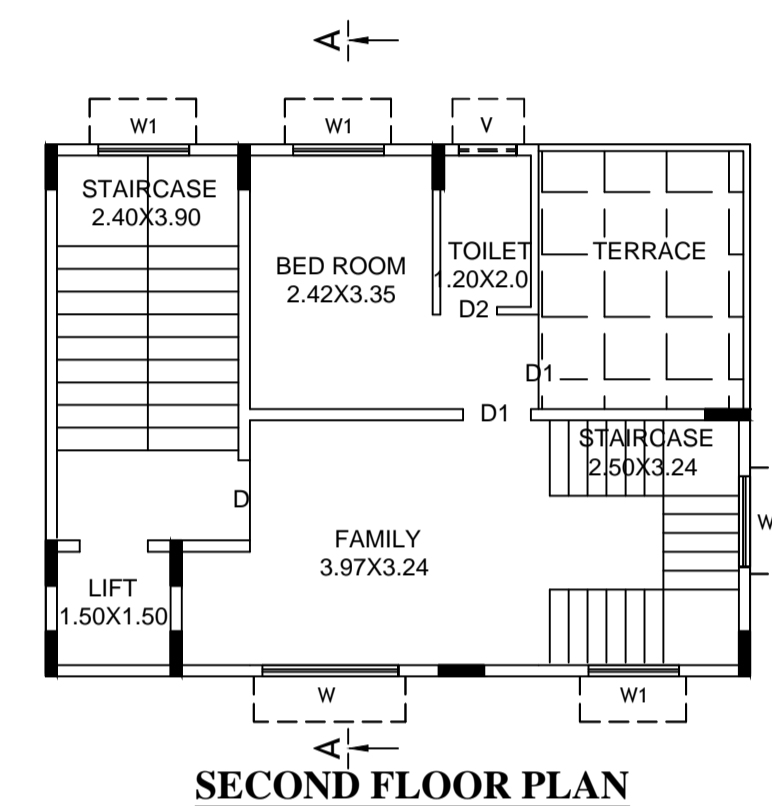 A
W1
W1
V
STAIRCASE
2.40X3.90
BED ROOM
2.42X3.35
TOILET
1.20X2.0
D2
TERRACE
D1
D1
STAIRCASE
2.50X3.24
D
W
FAMILY
3.97X3.24
LIFT
1.50X1.50
W
W1
A
SECOND FLOOR PLAN